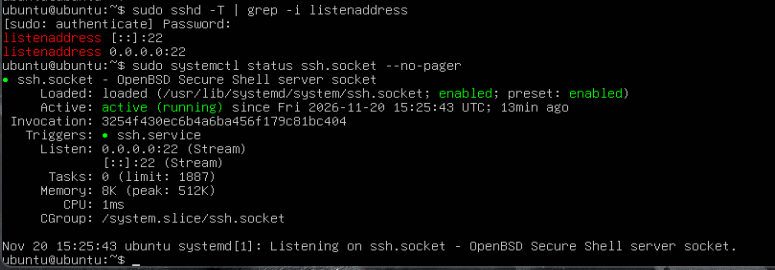 ubuntu@ubuntu:~$ sudo sshd -T | grep -i listenaddress
[sudo: authenticate] Password:
listenaddress [::]:22
listenaddress 0.0.0.0:22
ubuntu@ubuntu:~$ sudo systemctl status ssh.socket --no-pager
● ssh.socket - OpenBSD Secure Shell server socket
Loaded: loaded (/usr/lib/systemd/system/ssh.socket; enabled; preset: enabled)
Active: active (running) since Fri 2026-11-20 15:25:43 UTC; 13min ago
Invocation: 3254f430ec6b4a6ba456f179c81bc404
Triggers: ● ssh.service
Listen: 0.0.0.0:22 (Stream)
[::]:22 (Stream)
Tasks: 0 (limit: 1887)
Memory: 8K (peak: 512K)
CPU: 1ms
CGroup: /system.slice/ssh.socket
Nov 20 15:25:43 ubuntu systemd[1]: Listening on ssh.socket - OpenBSD Secure Shell server socket.
ubuntu@ubuntu:~$ _